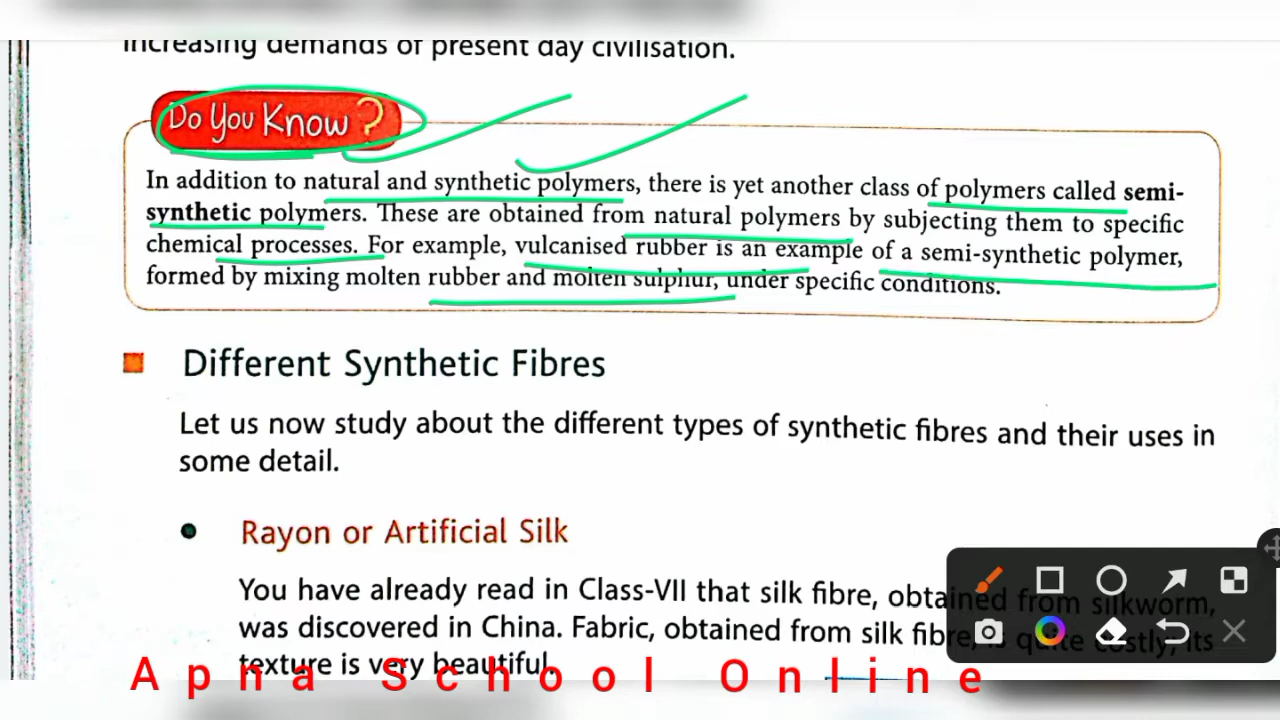 increasing demands of present day civilisation.
Do You Know?
In addition to natural and synthetic polymers, there is yet another class of polymers called semi-
synthetic polymers. These are obtained from natural polymers by subjecting them to specific
chemical processes. For example, vulcanised rubber is an example of a semi-synthetic polymer,
formed by mixing molten rubber and molten sulphur, under specific conditions.
Different Synthetic Fibres
Let us now study about the different types of synthetic fibres and their uses in
some detail.
Rayon or Artificial Silk
You have already read in Class-VII that silk fibre, obtained from silkworm,
was discovered in China. Fabric, obtained from silk fibre, is quite costly; its
texture is very beautiful.
Apna School Online